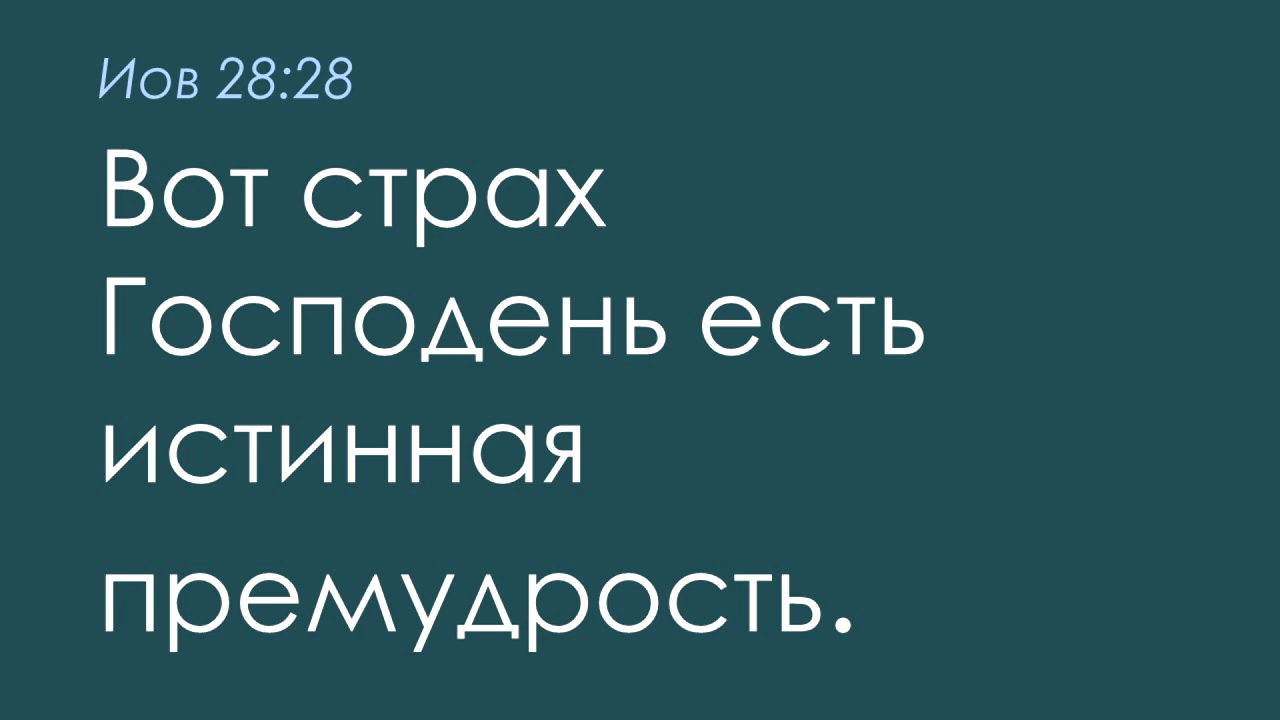 Иов 28:28
Вот страх
Господень есть
истинная
премудрость.